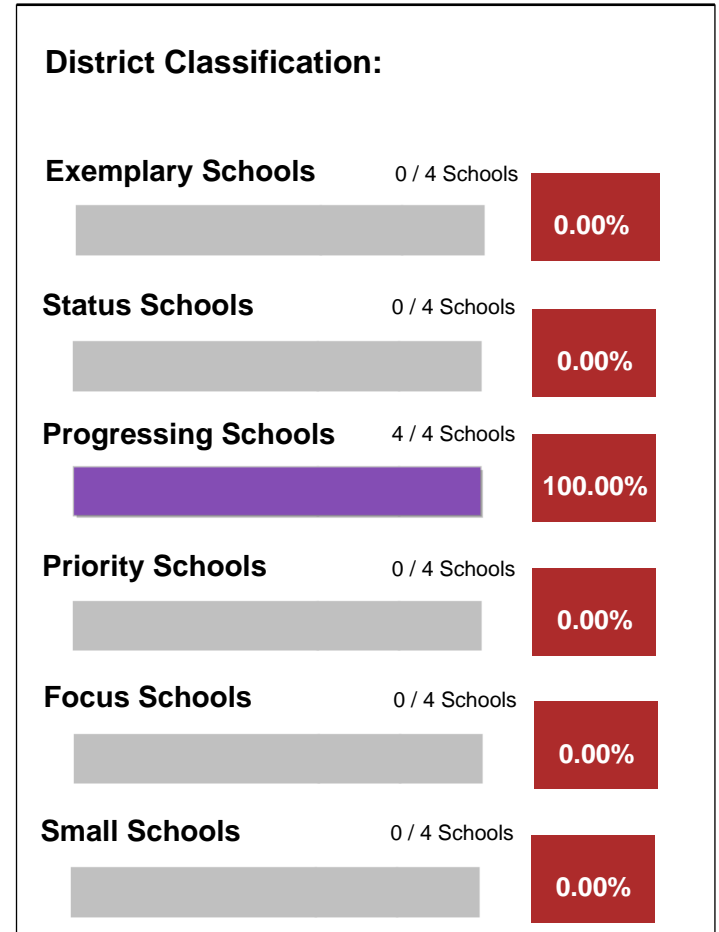 District Classification:
Exemplary Schools 0 / 4 Schools
0.00%
Status Schools 0 / 4 Schools
0.00%
Progressing Schools 4 / 4 Schools
100.00%
Priority Schools 0 / 4 Schools
0.00%
Focus Schools 0 / 4 Schools
0.00%
Small Schools 0 / 4 Schools
0.00%